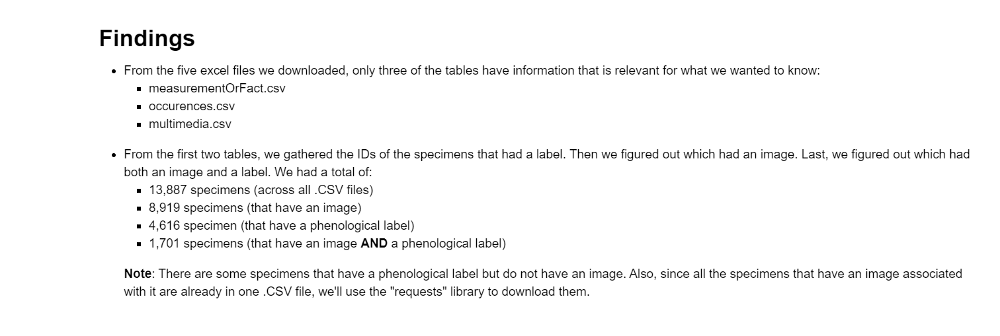 Findings
• From the five excel files we downloaded, only three of the tables have information that is relevant for what we wanted to know:
▪ measurementOrFact.csv
▪ occurences.csv
▪ multimedia.csv
• From the first two tables, we gathered the IDs of the specimens that had a label. Then we figured out which had an image. Last, we figured out which had
both an image and a label. We had a total of:
▪ 13,887 specimens (across all .CSV files)
▪ 8,919 specimens (that have an image)
▪ 4,616 specimen (that have a phenological label)
▪ 1,701 specimens (that have an image AND a phenological label)
Note: There are some specimens that have a phenological label but do not have an image. Also, since all the specimens that have an image associated
with it are already in one .CSV file, we'll use the "requests" library to download them.